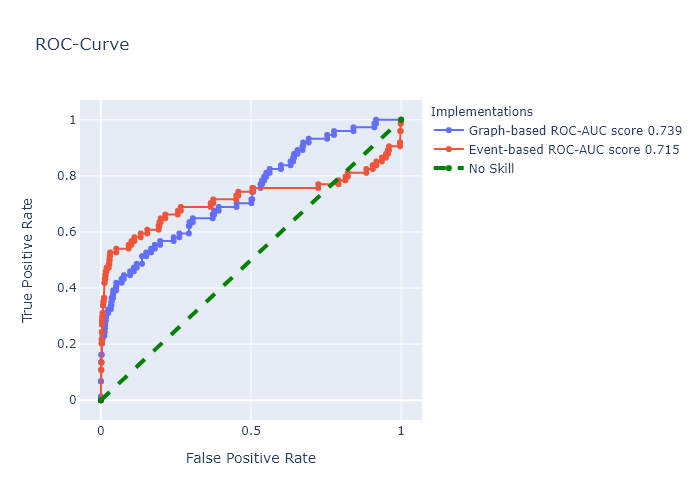 ROC-Curve
Implementations
Graph-based ROC-AUC score 0.739
Event-based ROC-AUC score 0.715
No Skill
True Positive Rate
1
0.8
0.6
0.4
0.2
0
0
0.5
1
False Positive Rate